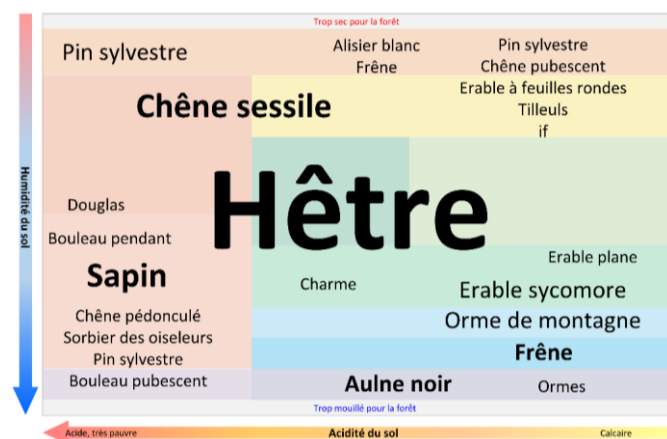 Trop sec pour la forêt
Pin sylvestre
Alisier blanc
Frêne
Pin sylvestre
Chêne pubescent
Chêne sessile
Erable à feuilles rondes
Tilleuls
if
Humidité du sol
Hêtre
Douglas
Bouleau pendant
Sapin
Erable plane
Charme
Erable sycomore
Chêne pédonculé
Sorbier des oiseleurs
Pin sylvestre
Orme de montagne
Frêne
Bouleau pubescent
Aulne noir
Ormes
Trop mouillé pour la forêt
Acide, très pauvre
Acidité du sol
Calcaire